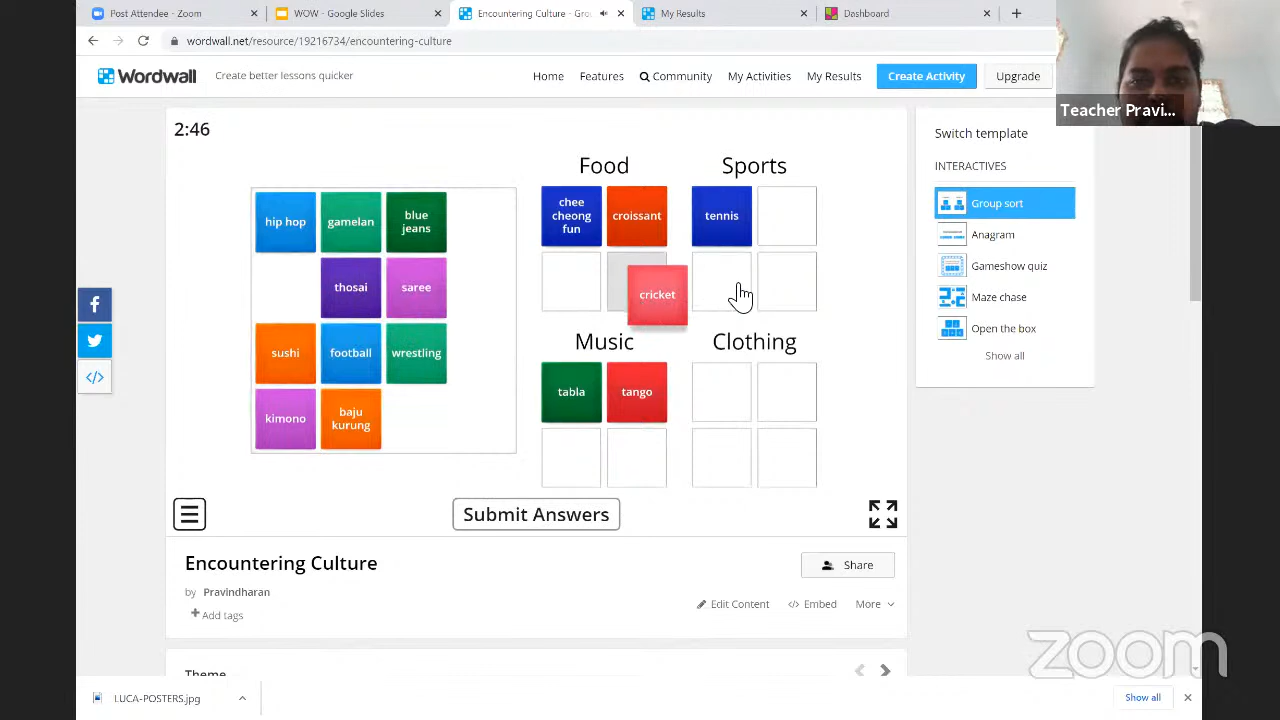 Post Attendee - Zoom
WOW - Google Slides
Encountering Culture - Gro
My Results
Dashboard
wordwall.net/resource/19216734/encountering-culture
Wordwall
Create better lessons quicker
Home
Features
Community
My Activities
My Results
Create Activity
Upgrade
Teacher Pravi...
2:46
Food
Sports
hip hop
gamelan
blue
jeans
chee
cheong
fun
croissant
tennis
thosai
saree
cricket
sushi
football
wrestling
Music
Clothing
kimono
baju
kurung
tabla
tango
Submit Answers
Switch template
INTERACTIVES
Group sort
Anagram
Gameshow quiz
Maze chase
Open the box
Show all
Encountering Culture
by Pravindharan
Add tags
Share
Edit Content
Embed
More
Theme
zoom
LUCA-POSTERS.jpg
Show all